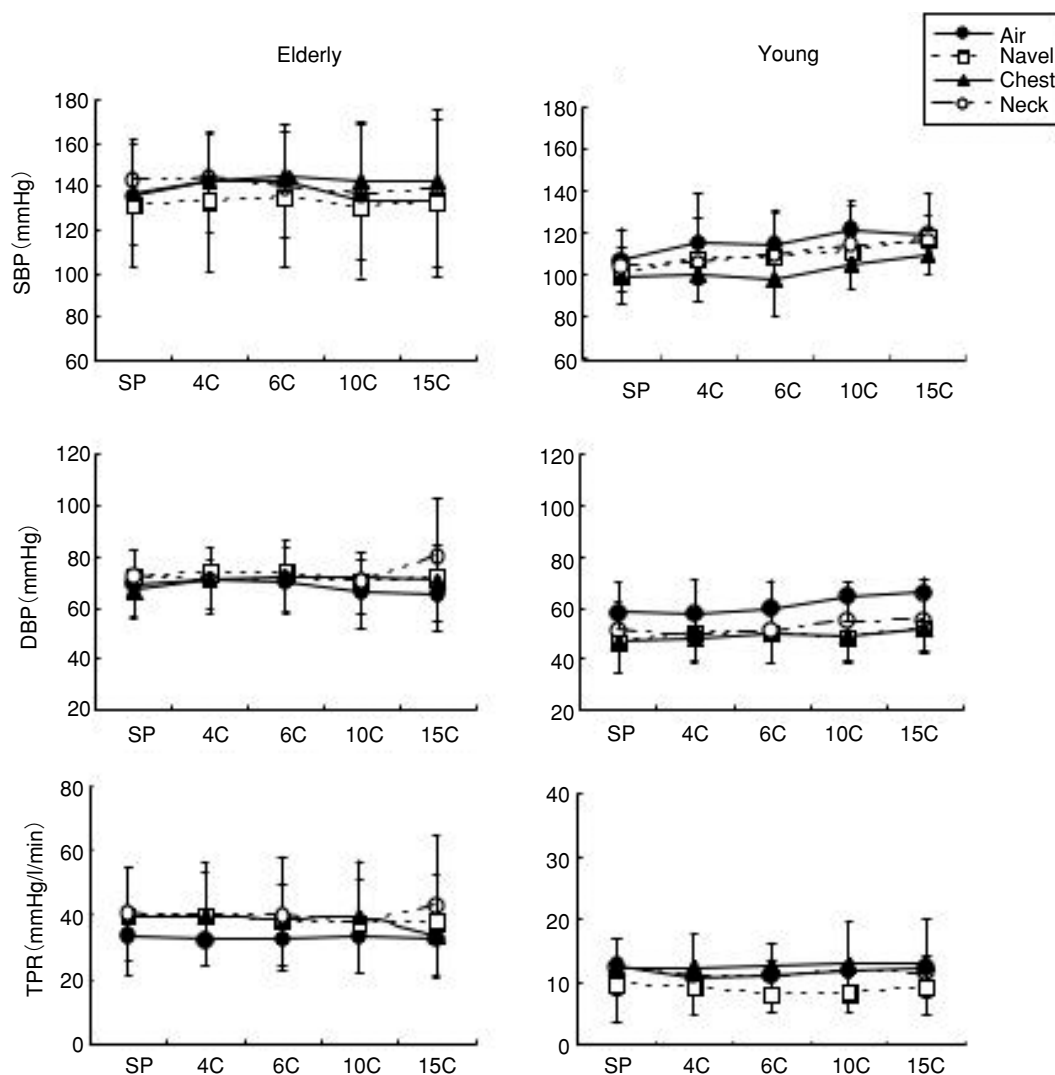 Elderly
Young
Air
Navel
Chest
Neck
SBP(mmHg)
180
160
140
120
100
80
60
SP 4C 6C 10C 15C
180
160
140
120
100
80
60
SP 4C 6C 10C 15C
DBP(mmHg)
120
100
80
60
40
20
SP 4C 6C 10C 15C
120
100
80
60
40
20
SP 4C 6C 10C 15C
TPR(mmHg/l/min)
80
60
40
20
0
SP 4C 6C 10C 15C
40
30
20
10
0
SP 4C 6C 10C 15C